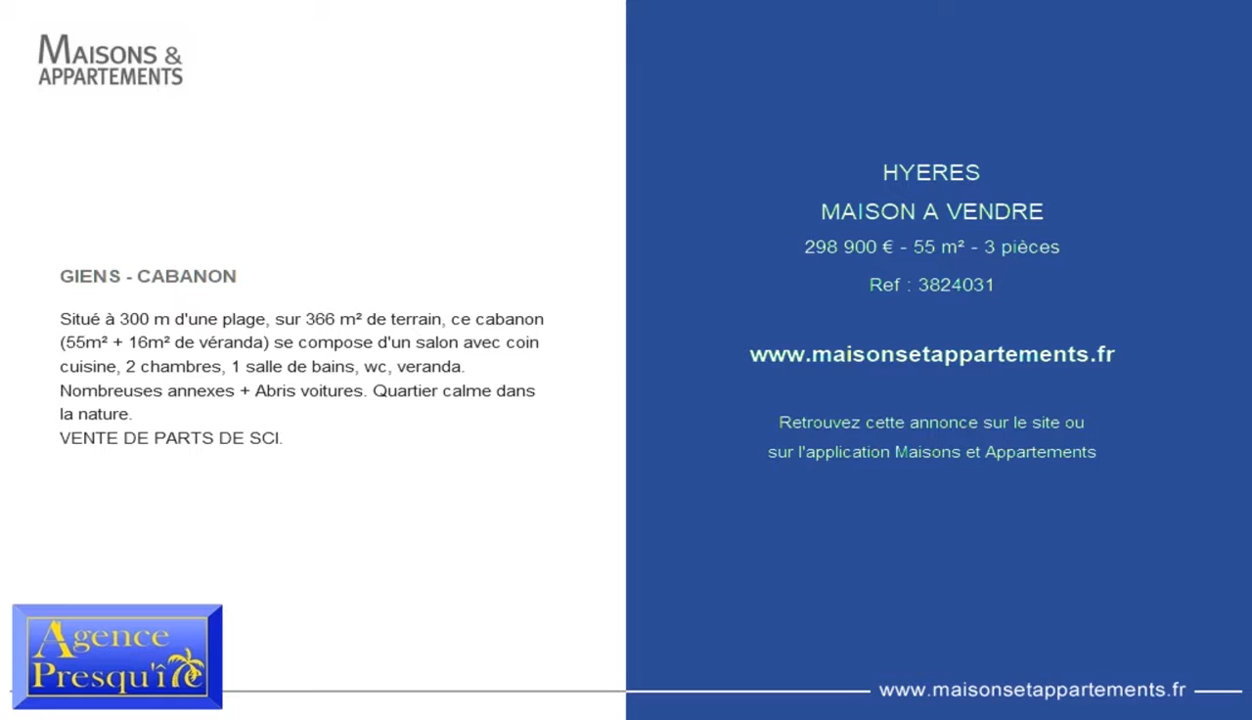 MAISONS &
APPARTEMENTS
GIENS - CABANON
Situé à 300 m d'une plage, sur 366 m² de terrain, ce cabanon
(55m² + 16m² de véranda) se compose d'un salon avec coin
cuisine, 2 chambres, 1 salle de bains, wc, veranda.
Nombreuses annexes + Abris voitures. Quartier calme dans
la nature.
VENTE DE PARTS DE SCI.
Agence
Presqu'île
HYERES
MAISON A VENDRE
298 900 € - 55 m² - 3 pièces
Ref : 3824031
www.maisonsetappartements.fr
Retrouvez cette annonce sur le site ou
sur l'application Maisons et Appartements
www.maisonsetappartements.fr